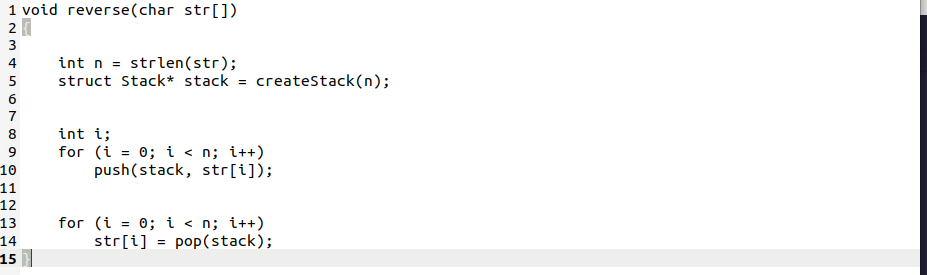 1 void reverse(char str[])
2 {
3
4     int n = strlen(str);
5     struct Stack* stack = createStack(n);
6
7
8     int i;
9     for (i = 0; i < n; i++)
10         push(stack, str[i]);
11
12
13     for (i = 0; i < n; i++)
14         str[i] = pop(stack);
15 }